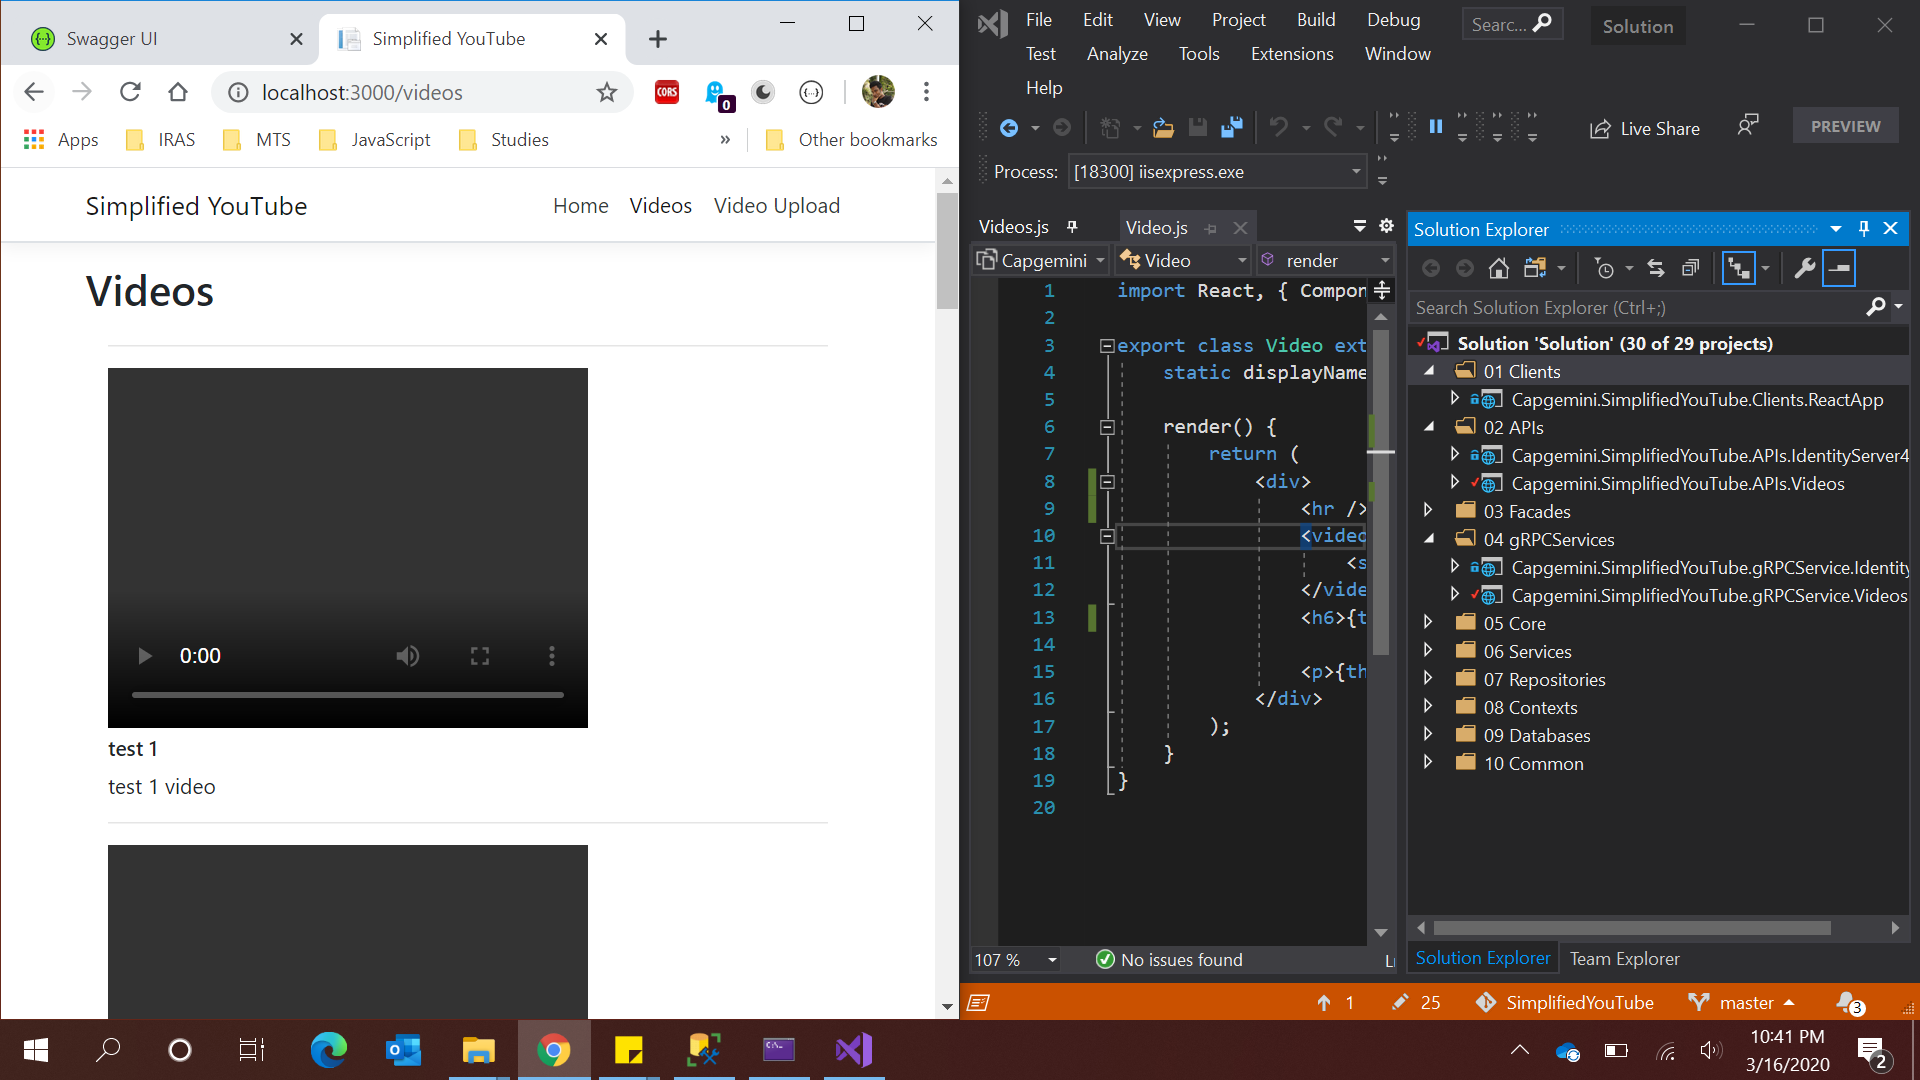 Swagger UI
Simplified YouTube
localhost:3000/videos
CORS
0
Apps
IRAS
MTS
JavaScript
Studies
»
Other bookmarks
Simplified YouTube
Home
Videos
Video Upload
Videos
0:00
test 1
test 1 video
File
Edit
View
Project
Build
Debug
Searc...
Solution
Test
Analyze
Tools
Extensions
Window
Help
Live Share
PREVIEW
Process:
[18300] iisexpress.exe
Videos.js
Video.js
Capgemini
Video
render
1 import React, { Compon
2
3 export class Video ext
4 static displayName
5
6 render() {
7 return (
8 <div>
9 <hr />
10 <video
11 <s
12 </vide
13 <h6>{t
14
15 <p>{th
16 </div>
17 );
18 }
19 }
20
107 %
No issues found
Solution Explorer
Search Solution Explorer (Ctrl+;)
Solution 'Solution' (30 of 29 projects)
01 Clients
Capgemini.SimplifiedYouTube.Clients.ReactApp
02 APIs
Capgemini.SimplifiedYouTube.APIs.IdentityServer4
Capgemini.SimplifiedYouTube.APIs.Videos
03 Facades
04 gRPCServices
Capgemini.SimplifiedYouTube.gRPCService.Identity
Capgemini.SimplifiedYouTube.gRPCService.Videos
05 Core
06 Services
07 Repositories
08 Contexts
09 Databases
10 Common
Solution Explorer
Team Explorer
1
25
SimplifiedYouTube
master
3
10:41 PM
3/16/2020
2